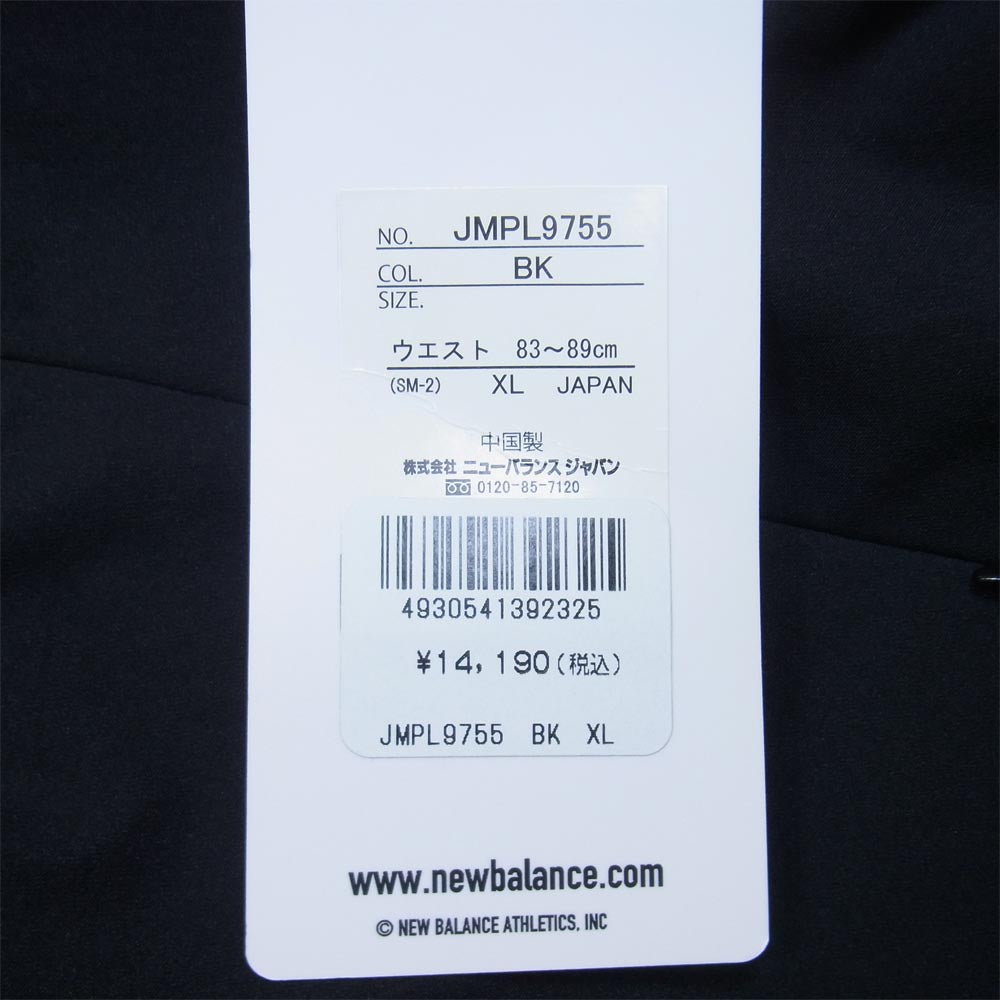 NO. JMPL9755
COL. BK
SIZE.
ウエスト 83～89cm
(SM-2) XL JAPAN
中国製
株式会社 ニューバランス ジャパン
0120-85-7120
4930541392325
¥14,190(税込)
JMPL9755 BK XL
www.newbalance.com
© NEW BALANCE ATHLETICS, INC